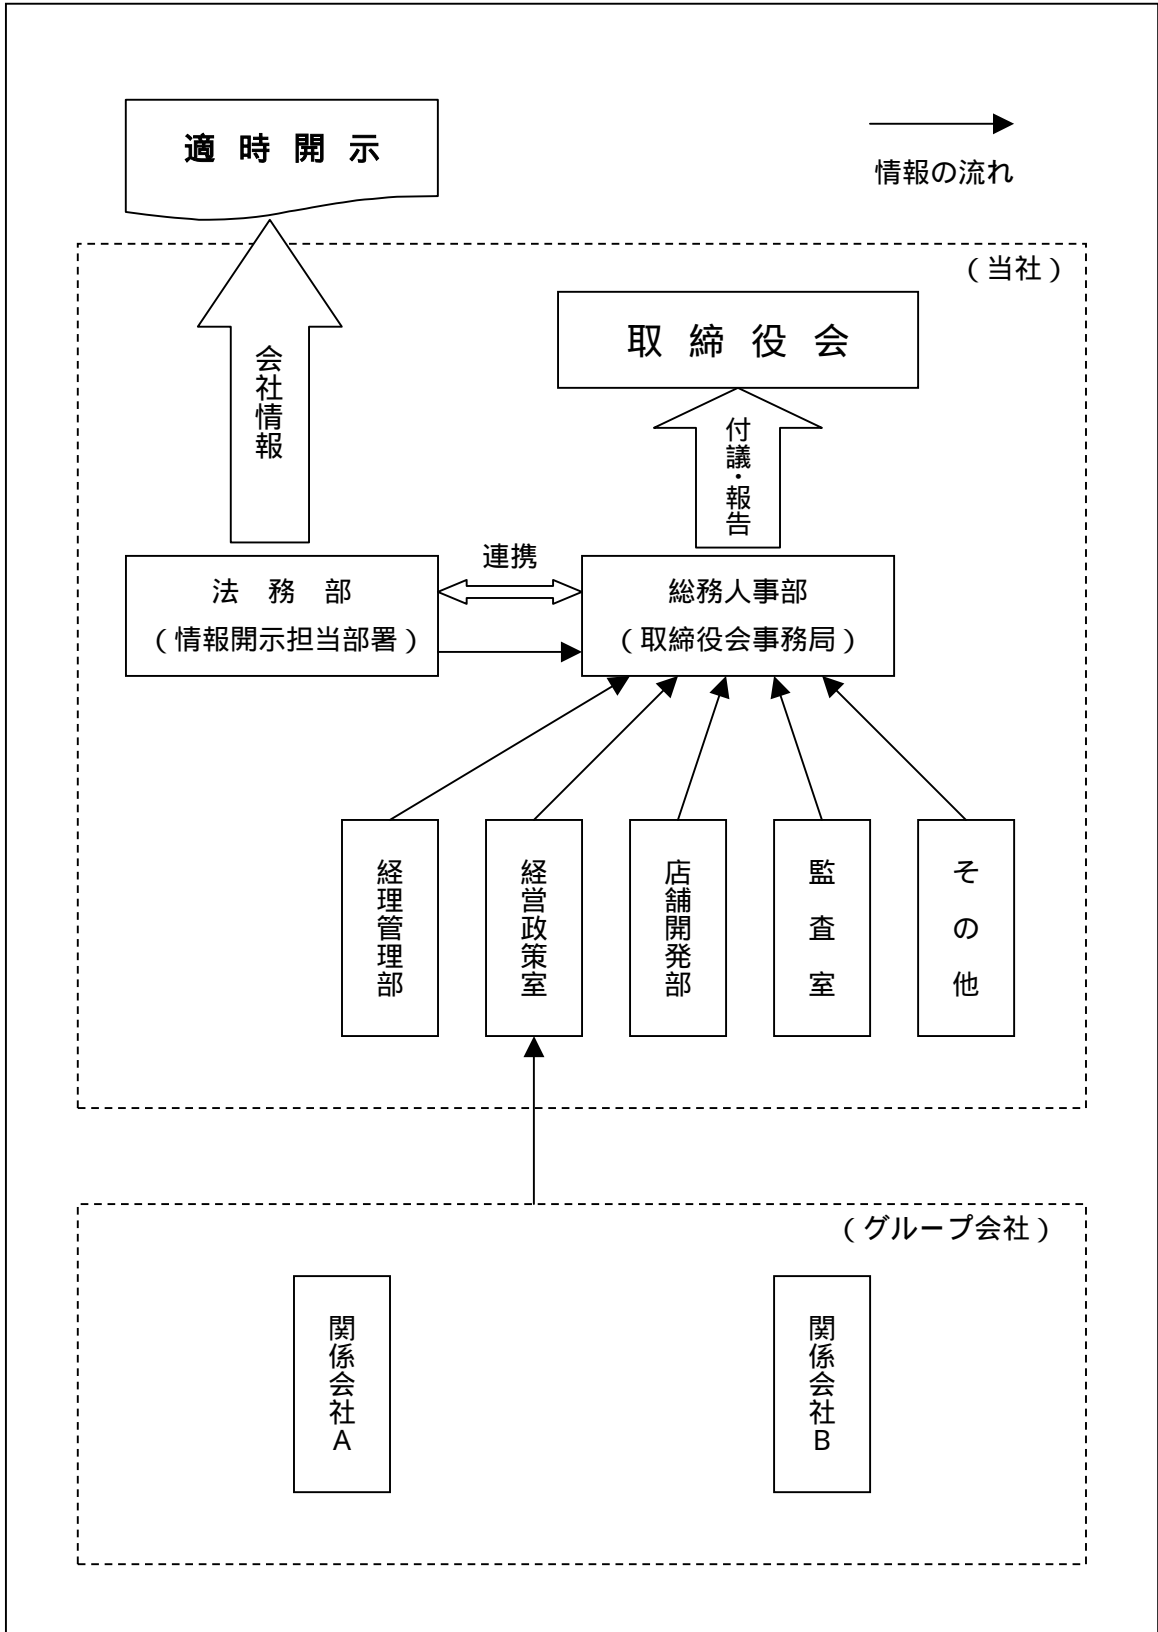 適 時 開 示
情報の流れ
（当社）
取 締 役 会
会社情報
付議・報告
連携
法 務 部
（情報開示担当部署）
総務人事部
（取締役会事務局）
経理管理部
経営政策室
店舗開発部
監査室
その他
（グループ会社）
関係会社A
関係会社B